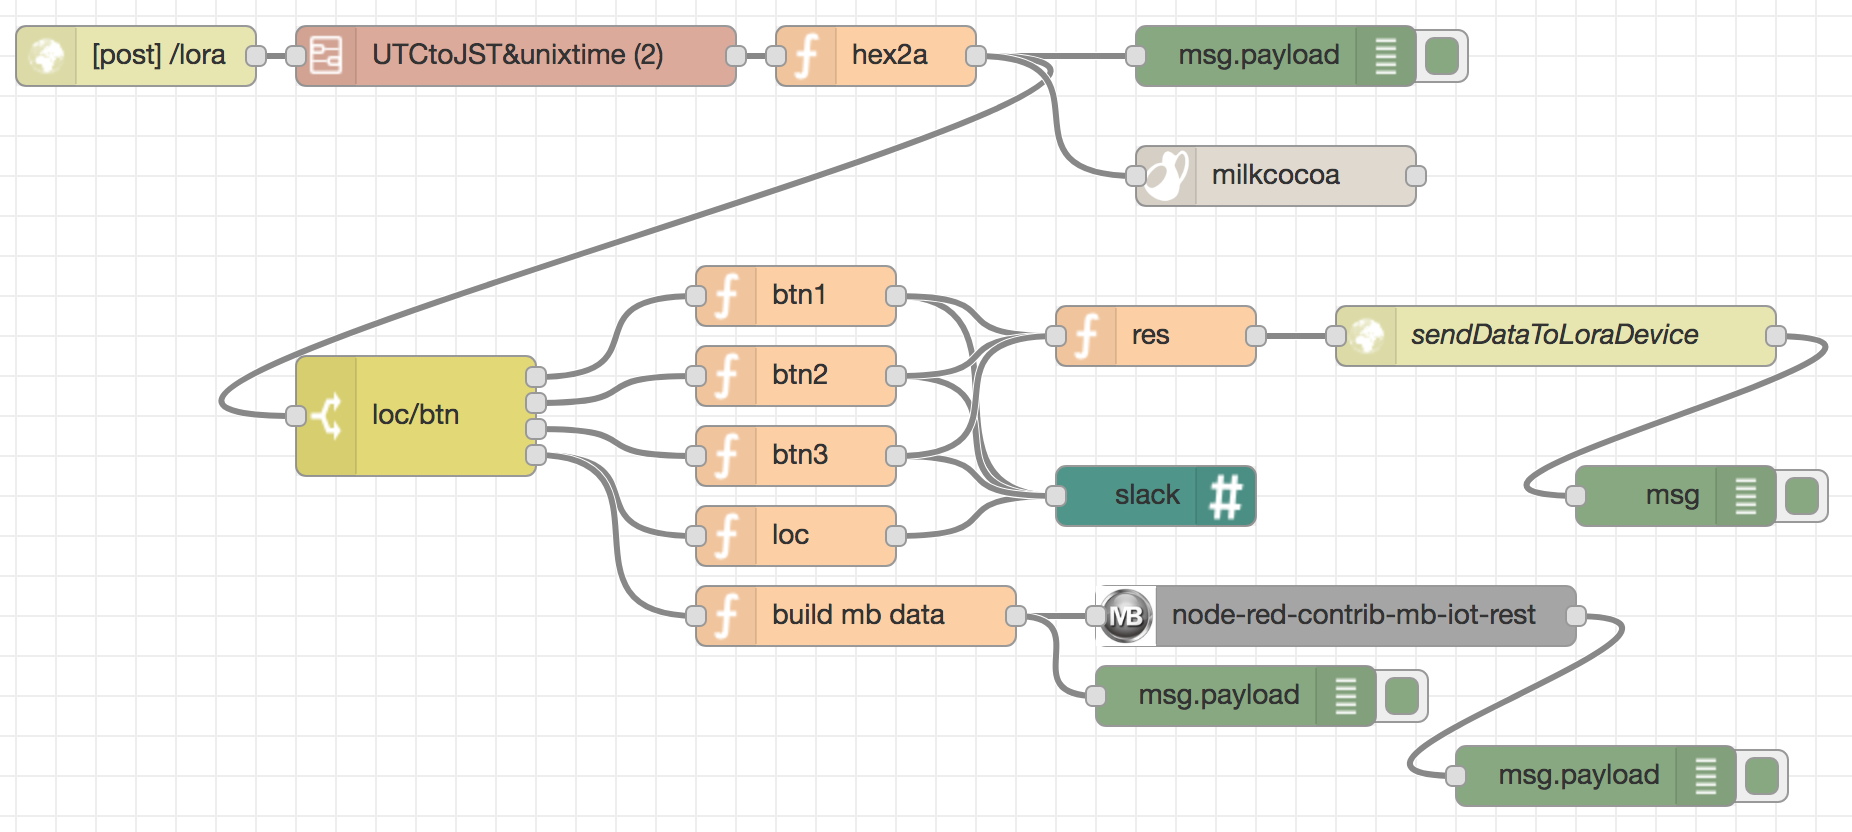 [post] /lora
UTCtoJST&unixtime (2)
hex2a
msg.payload
milkcocoa
btn1
res
sendDataToLoraDevice
btn2
loc/btn
btn3
slack
#
msg
loc
build mb data
MB
node-red-contrib-mb-iot-rest
msg.payload
msg.payload